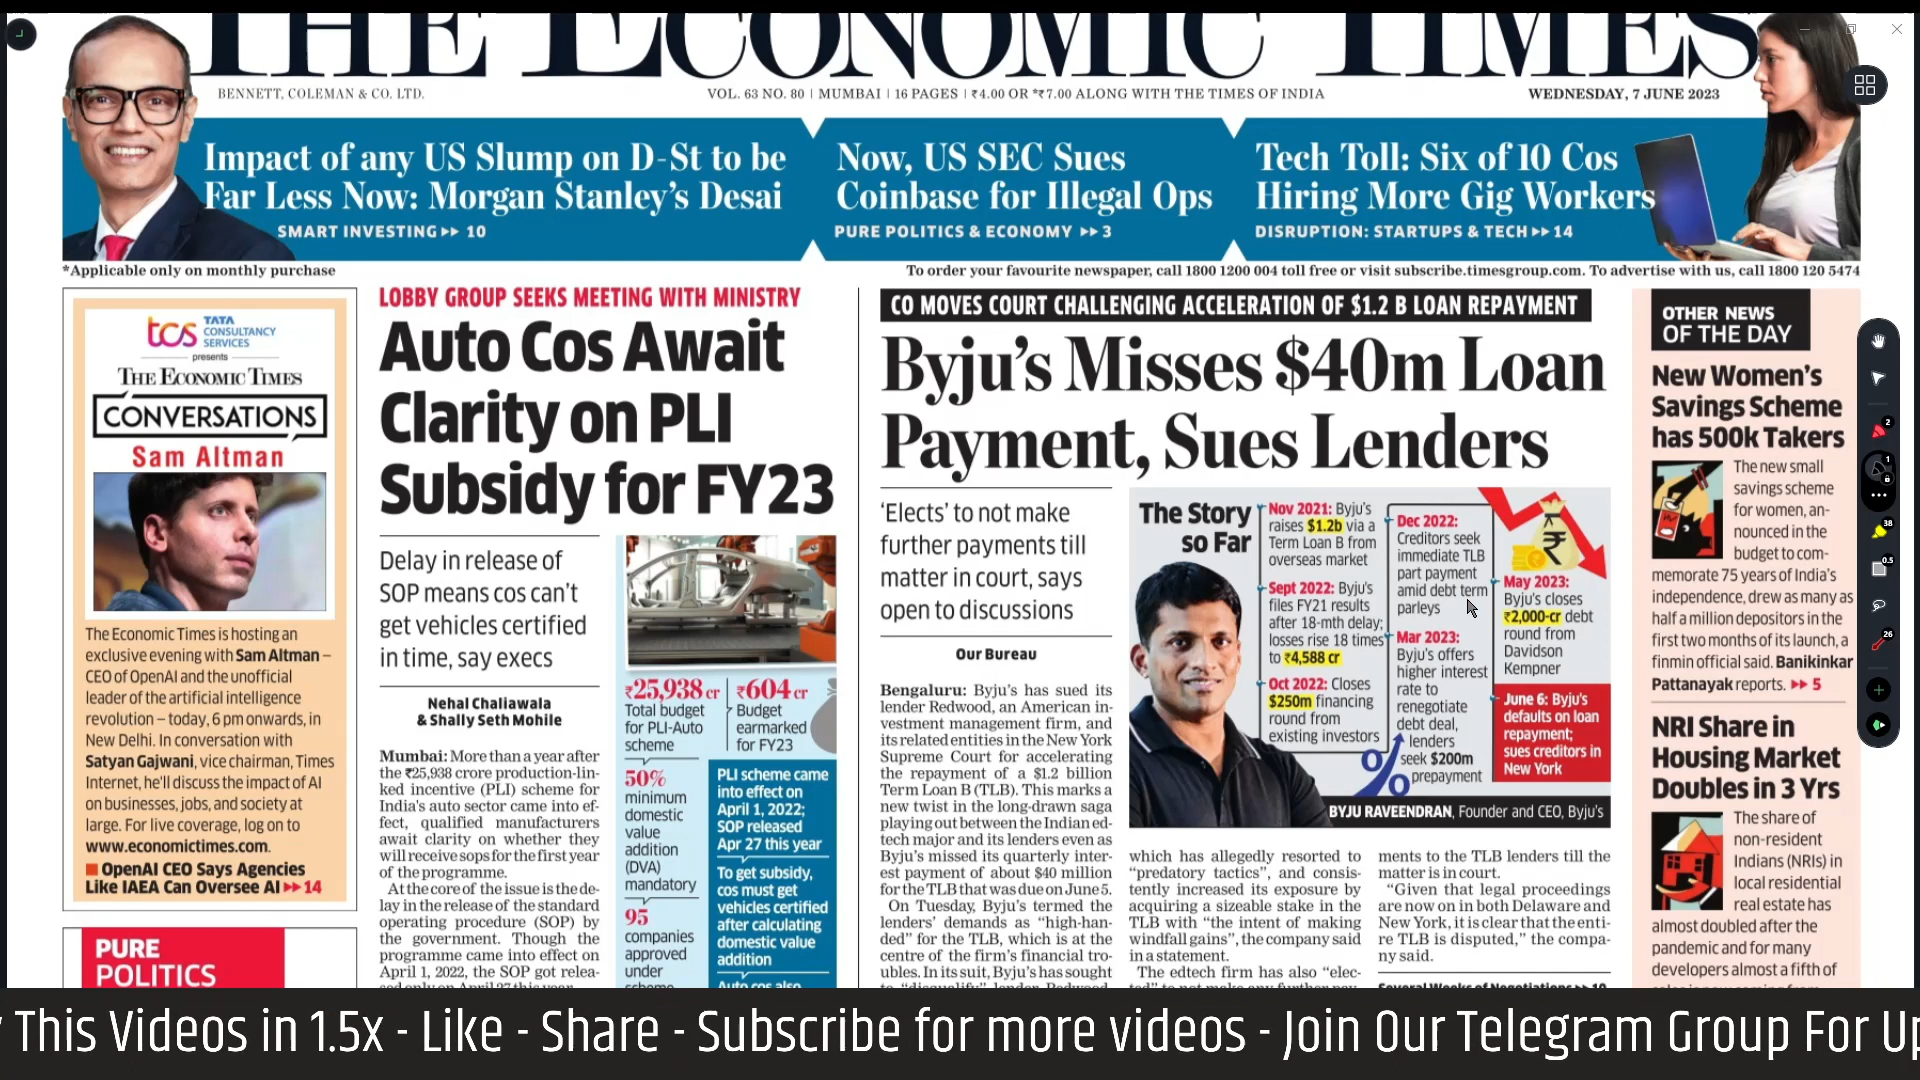 THE ECONOMIC TIMES
BENNETT, COLEMAN & CO. LTD.
VOL. 63 NO. 80 | MUMBAI | 16 PAGES | ₹4.00 OR *₹7.00 ALONG WITH THE TIMES OF INDIA
WEDNESDAY, 7 JUNE 2023
Impact of any US Slump on D-St to be
Far Less Now: Morgan Stanley's Desai
SMART INVESTING ▸▸ 10
Now, US SEC Sues
Coinbase for Illegal Ops
PURE POLITICS & ECONOMY ▸▸ 3
Tech Toll: Six of 10 Cos
Hiring More Gig Workers
DISRUPTION: STARTUPS & TECH ▸▸ 14
*Applicable only on monthly purchase
To order your favourite newspaper, call 1800 1200 004 toll free or visit subscribe.timesgroup.com. To advertise with us, call 1800 120 5474
tcs TATA
CONSULTANCY
SERVICES
presents
THE ECONOMIC TIMES
CONVERSATIONS
Sam Altman
The Economic Times is hosting an
exclusive evening with Sam Altman –
CEO of OpenAI and the unofficial
leader of the artificial intelligence
revolution – today, 6 pm onwards, in
New Delhi. In conversation with
Satyan Gajwani, vice chairman, Times
Internet, he'll discuss the impact of AI
on businesses, jobs, and society at
large. For live coverage, log on to
www.economictimes.com.
OpenAI CEO Says Agencies
Like IAEA Can Oversee AI ▸▸ 14
PURE
POLITICS
LOBBY GROUP SEEKS MEETING WITH MINISTRY
Auto Cos Await
Clarity on PLI
Subsidy for FY23
Delay in release of
SOP means cos can't
get vehicles certified
in time, say execs
Nehal Chaliawala
& Shally Seth Mohile
Mumbai: More than a year after
the ₹25,938 crore production-lin-
ked incentive (PLI) scheme for
India's auto sector came into ef-
fect, qualified manufacturers
await clarity on whether they
will receive sops for the first year
of the programme.
At the core of the issue is the de-
lay in the release of the standard
operating procedure (SOP) by
the government. Though the
programme came into effect on
April 1, 2022, the SOP got relea-
sed only on April 27 this year
₹25,938 cr
Total budget
for PLI-Auto
scheme
₹604 cr
Budget
earmarked
for FY23
50%
minimum
domestic
value
addition
(DVA)
mandatory
95
companies
approved
under
scheme
PLI scheme came
into effect on
April 1, 2022;
SOP released
Apr 27 this year
To get subsidy,
cos must get
vehicles certified
after calculating
domestic value
addition
Auto cos also
CO MOVES COURT CHALLENGING ACCELERATION OF $1.2 B LOAN REPAYMENT
Byju's Misses $40m Loan
Payment, Sues Lenders
'Elects' to not make
further payments till
matter in court, says
open to discussions
Our Bureau
Bengaluru: Byju's has sued its
lender Redwood, an American in-
vestment management firm, and
its related entities in the New York
Supreme Court for accelerating
the repayment of a $1.2 billion
Term Loan B (TLB). This marks a
new twist in the long-drawn saga
playing out between the Indian ed-
tech major and its lenders even as
Byju's missed its quarterly inter-
est payment of about $40 million
for the TLB that was due on June 5.
On Tuesday, Byju's termed the
lenders' demands as "high-han-
ded" for the TLB, which is at the
centre of the firm's financial tro-
ubles. In its suit, Byju's has sought
to "disqualify" lender Redwood,
The Story
so Far
Nov 2021: Byju's
raises $1.2b via a
Term Loan B from
overseas market
Sept 2022: Byju's
files FY21 results
after 18-mth delay;
losses rise 18 times
to ₹4,588 cr
Oct 2022: Closes
$250m financing
round from
existing investors
Dec 2022:
Creditors seek
immediate TLB
part payment
amid debt term
parleys
Mar 2023:
Byju's offers
higher interest
rate to
renegotiate
debt deal,
lenders
seek $200m
prepayment
May 2023:
Byju's closes
₹2,000-cr debt
round from
Davidson
Kempner
June 6: Byju's
defaults on loan
repayment;
sues creditors in
New York
BYJU RAVEENDRAN, Founder and CEO, Byju's
which has allegedly resorted to
"predatory tactics", and consis-
tently increased its exposure by
acquiring a sizeable stake in the
TLB with "the intent of making
windfall gains", the company said
in a statement.
The edtech firm has also "elec-
ted" to not make any further pay-
ments to the TLB lenders till the
matter is in court.
"Given that legal proceedings
are now on in both Delaware and
New York, it is clear that the enti-
re TLB is disputed," the compa-
ny said.
Several Weeks of Negotiations ▸▸ 10
OTHER NEWS
OF THE DAY
New Women's
Savings Scheme
has 500k Takers
The new small
savings scheme
for women, an-
nounced in the
budget to com-
memorate 75 years of India's
independence, drew as many as
half a million depositors in the
first two months of its launch, a
finmin official said. Banikinkar
Pattanayak reports. ▸▸ 5
NRI Share in
Housing Market
Doubles in 3 Yrs
The share of
non-resident
Indians (NRIs) in
local residential
real estate has
almost doubled after the
pandemic and for many
developers almost a fifth of
2
1
38
0.5
26
This Videos in 1.5x - Like - Share - Subscribe for more videos - Join Our Telegram Group For Up